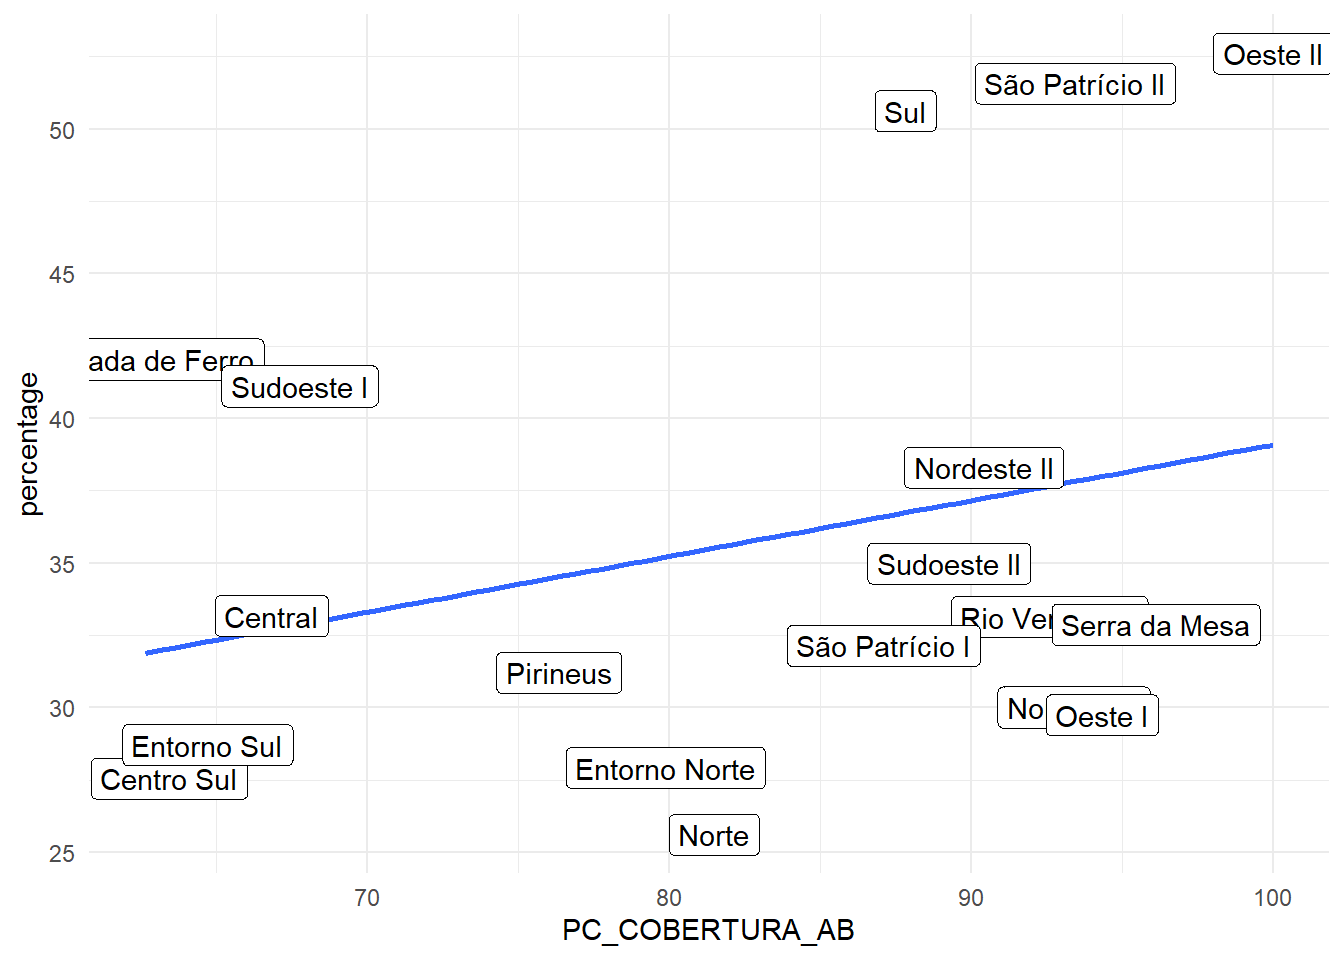 Oeste II
São Patrício II
Sul
50
45
ada de Ferro
Sudoeste I
40
percentage
Nordeste II
35
Sudoeste II
Central
Rio Ver
Serra da Mesa
São Patrício I
Pirineus
30
No
Oeste I
Entorno Sul
Entorno Norte
Centro Sul
Norte
25
70 80 90 100
PC_COBERTURA_AB